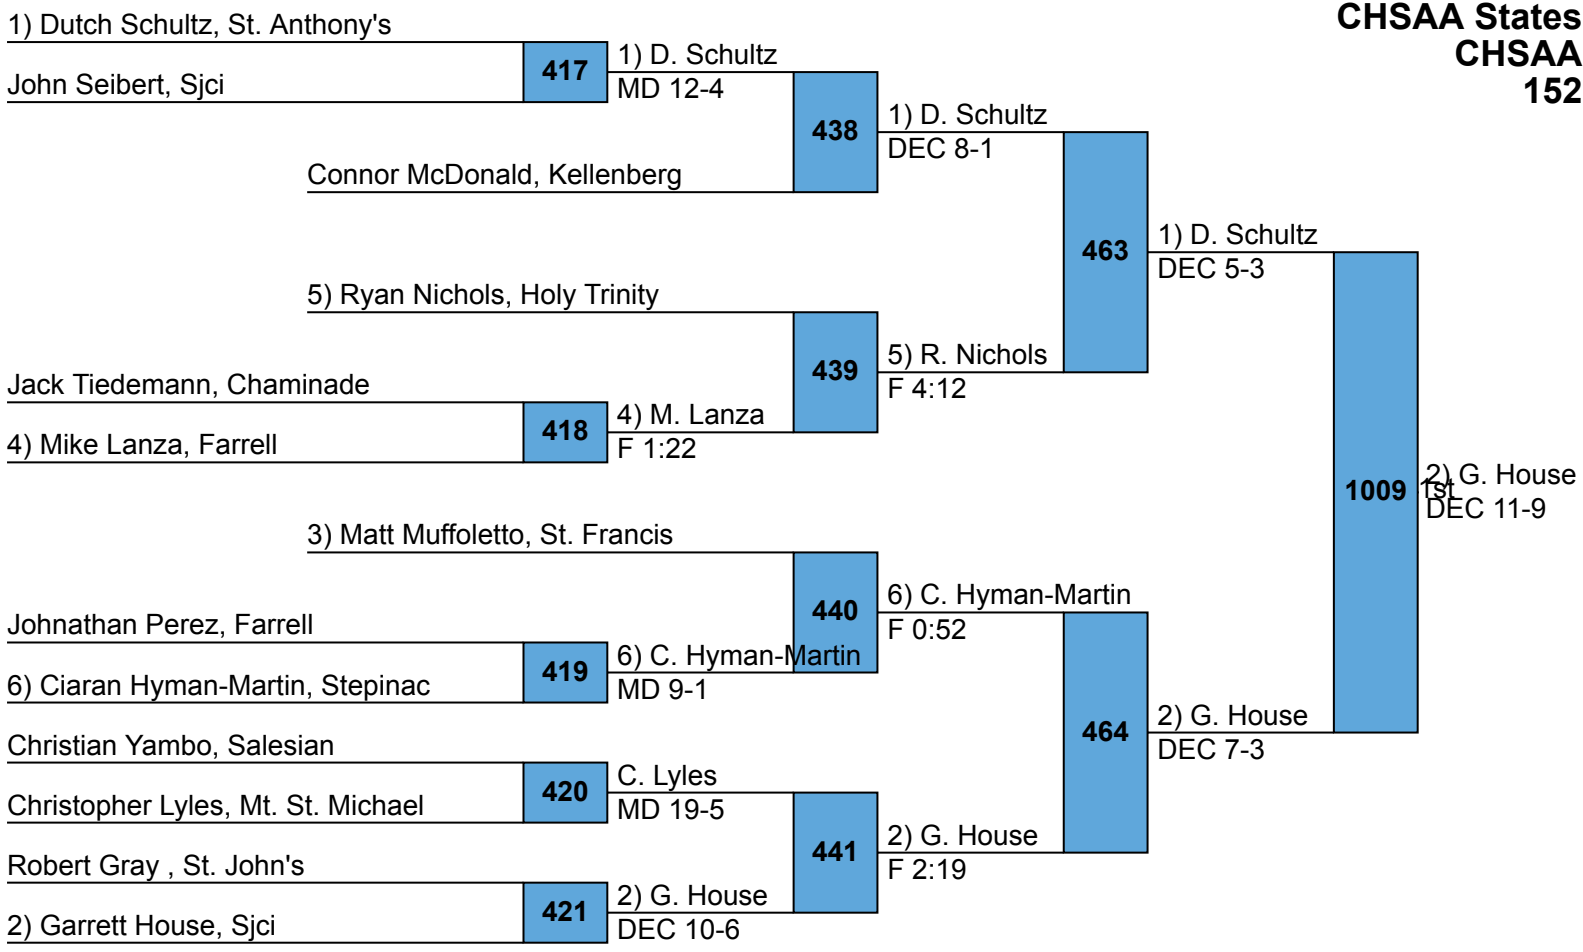 CHSAA States
CHSAA
152
1) Dutch Schultz, St. Anthony's
417
1) D. Schultz
MD 12-4
John Seibert, Sjci
438
1) D. Schultz
DEC 8-1
Connor McDonald, Kellenberg
463
1) D. Schultz
DEC 5-3
5) Ryan Nichols, Holy Trinity
439
5) R. Nichols
F 4:12
Jack Tiedemann, Chaminade
418
4) M. Lanza
F 1:22
4) Mike Lanza, Farrell
1009
1st
2) G. House
DEC 11-9
3) Matt Muffoletto, St. Francis
440
6) C. Hyman-Martin
F 0:52
Johnathan Perez, Farrell
419
6) C. Hyman-Martin
MD 9-1
6) Ciaran Hyman-Martin, Stepinac
464
2) G. House
DEC 7-3
Christian Yambo, Salesian
420
C. Lyles
MD 19-5
Christopher Lyles, Mt. St. Michael
441
2) G. House
F 2:19
Robert Gray , St. John's
421
2) G. House
DEC 10-6
2) Garrett House, Sjci